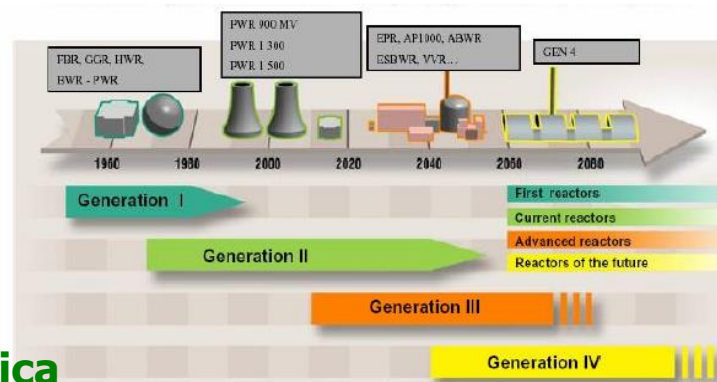 PWR 900 MV
PWR 1 300
PWR 1 500
EPR, AP1000, ABWR
ESBWR, VVR...
GEN 4
FBR, GGR, HWR,
BWR - PWR
1960 1980 2000 2020 2040 2060 2080
Generation I
First reactors
Current reactors
Generation II
Advanced reactors
Reactors of the future
Generation III
Generation IV
ica